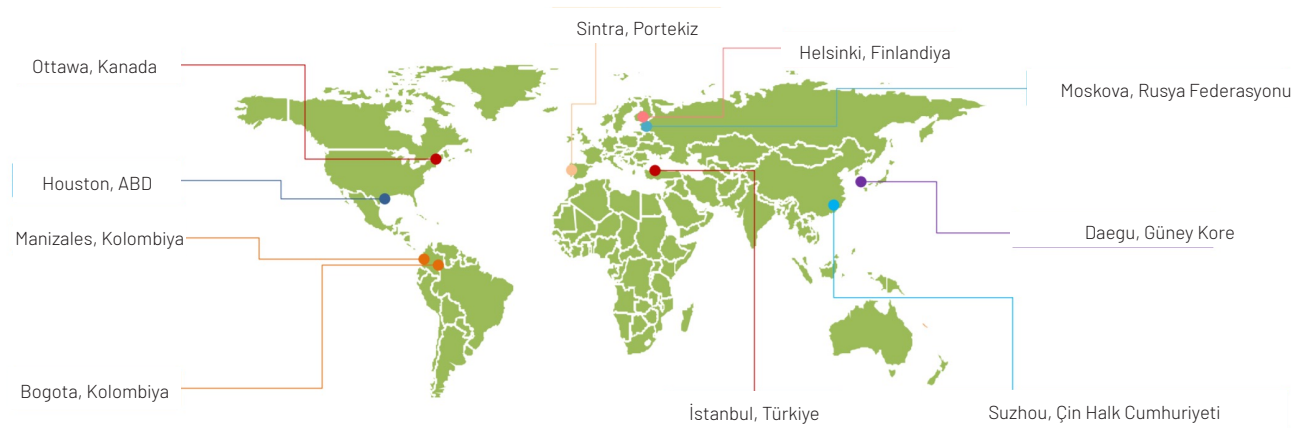 Sintra, Portekiz
Helsinki, Finlandiya
Ottawa, Kanada
Moskova, Rusya Federasyonu
Houston, ABD
Manizales, Kolombiya
Daegu, Güney Kore
Bogota, Kolombiya
İstanbul, Türkiye
Suzhou, Çin Halk Cumhuriyeti